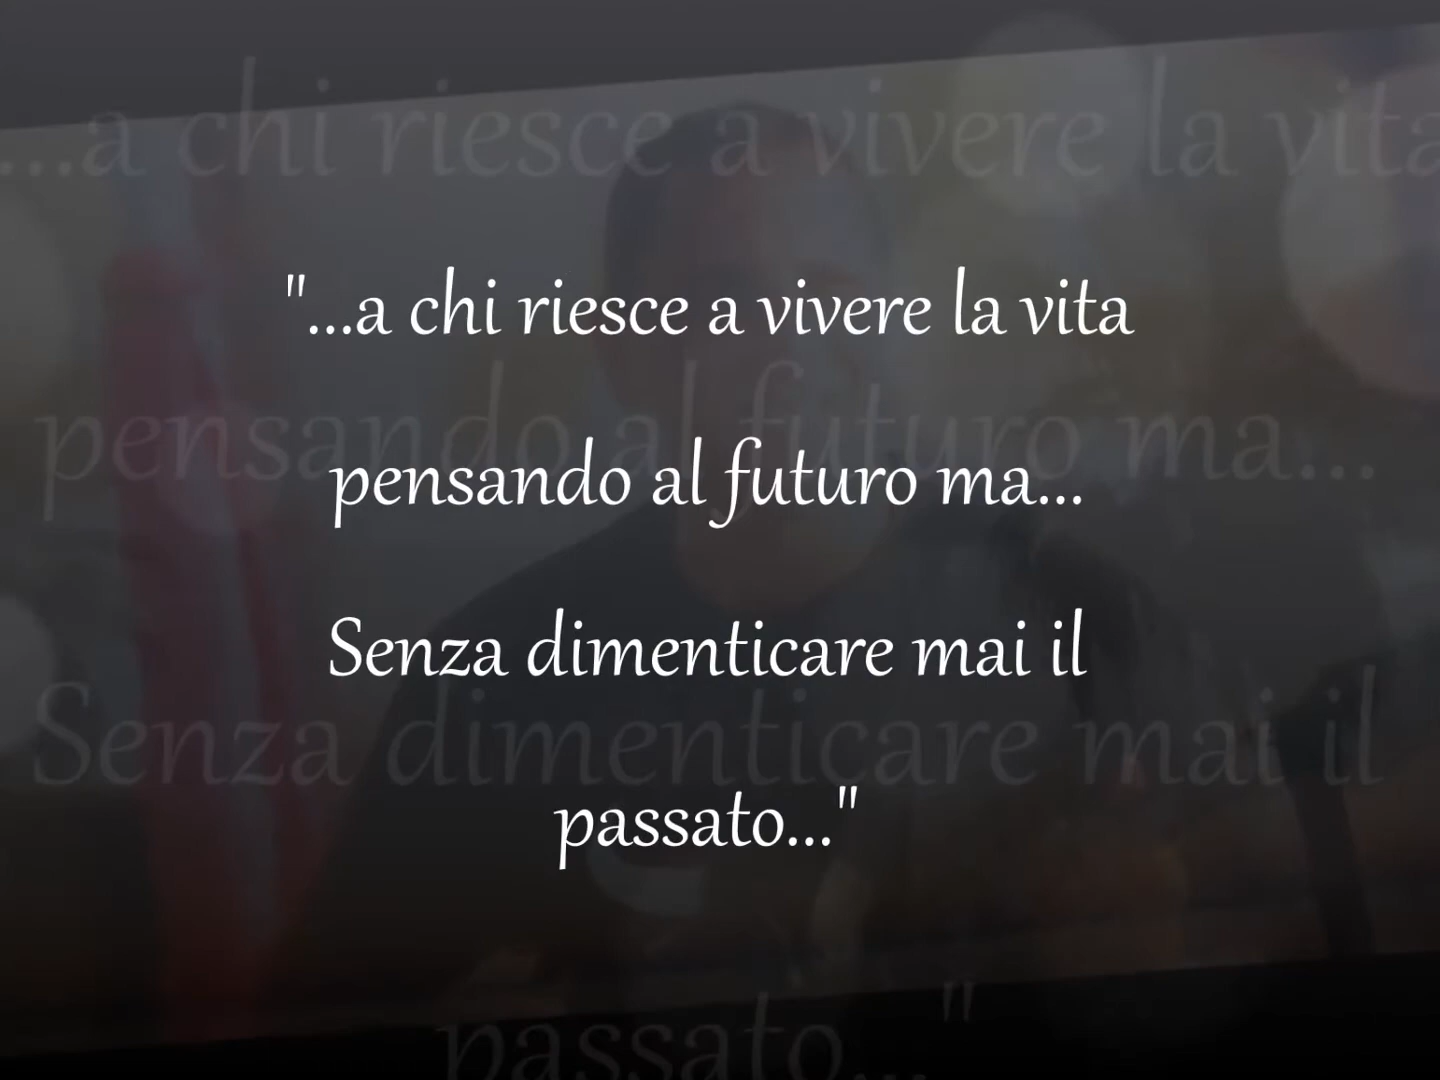 "...a chi riesce a vivere la vita
pensando al futuro ma...
Senza dimenticare mai il
passato..."